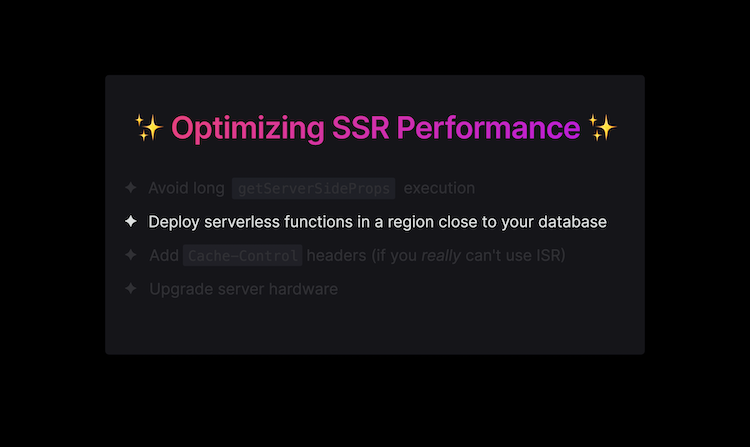 ✨ Optimizing SSR Performance ✨
✦ Avoid long getServerSideProps execution
✦ Deploy serverless functions in a region close to your database
✦ Add Cache-Control headers (if you really can't use ISR)
✦ Upgrade server hardware